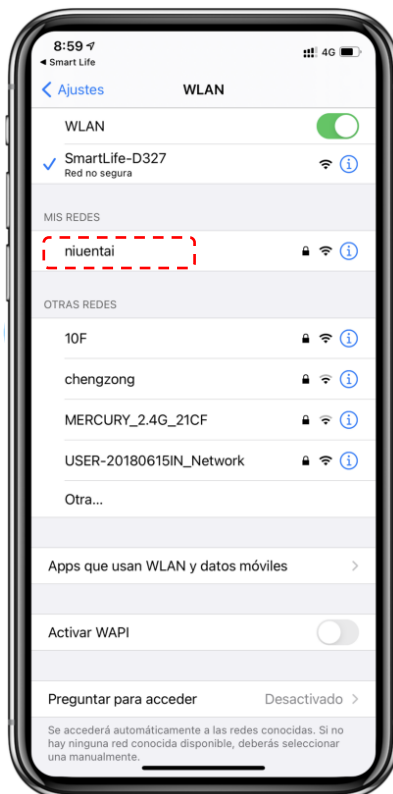 8:59
4G
Smart Life
Ajustes
WLAN
WLAN
SmartLife-D327
Red no segura
MIS REDES
niuentai
OTRAS REDES
10F
chengzong
MERCURY_2.4G_21CF
USER-20180615IN_Network
Otra...
Apps que usan WLAN y datos móviles
Activar WAPI
Preguntar para acceder Desactivado
Se accederá automáticamente a las redes conocidas. Si no
hay ninguna red conocida disponible, deberás seleccionar
una manualmente.